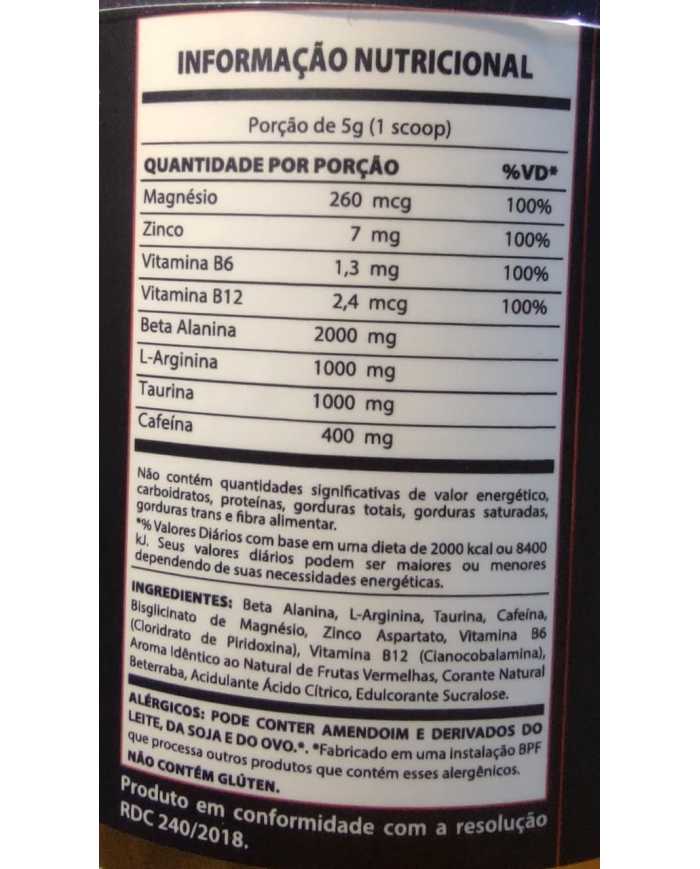 INFORMAÇÃO NUTRICIONAL
Porção de 5g (1 scoop)
QUANTIDADE POR PORÇÃO %VD*
Magnésio 260 mcg 100%
Zinco 7 mg 100%
Vitamina B6 1,3 mg 100%
Vitamina B12 2,4 mcg 100%
Beta Alanina 2000 mg
L-Arginina 1000 mg
Taurina 1000 mg
Cafeína 400 mg
Não contém quantidades significativas de valor energético,
carboidratos, proteínas, gorduras totais, gorduras saturadas,
gorduras trans e fibra alimentar.
*% Valores Diários com base em uma dieta de 2000 kcal ou 8400
kJ. Seus valores diários podem ser maiores ou menores
dependendo de suas necessidades energéticas.
INGREDIENTES: Beta Alanina, L-Arginina, Taurina, Cafeína,
Bisglicinato de Magnésio, Zinco Aspartato, Vitamina B6
(Cloridrato de Piridoxina), Vitamina B12 (Cianocobalamina),
Aroma Idêntico ao Natural de Frutas Vermelhas, Corante Natural
Beterraba, Acidulante Ácido Cítrico, Edulcorante Sucralose.
ALÉRGICOS: PODE CONTER AMENDOIM E DERIVADOS DO
LEITE, DA SOJA E DO OVO.*. *Fabricado em uma instalação BPF
que processa outros produtos que contém esses alergênicos.
NÃO CONTÉM GLÚTEN.
Produto em conformidade com a resolução
RDC 240/2018.